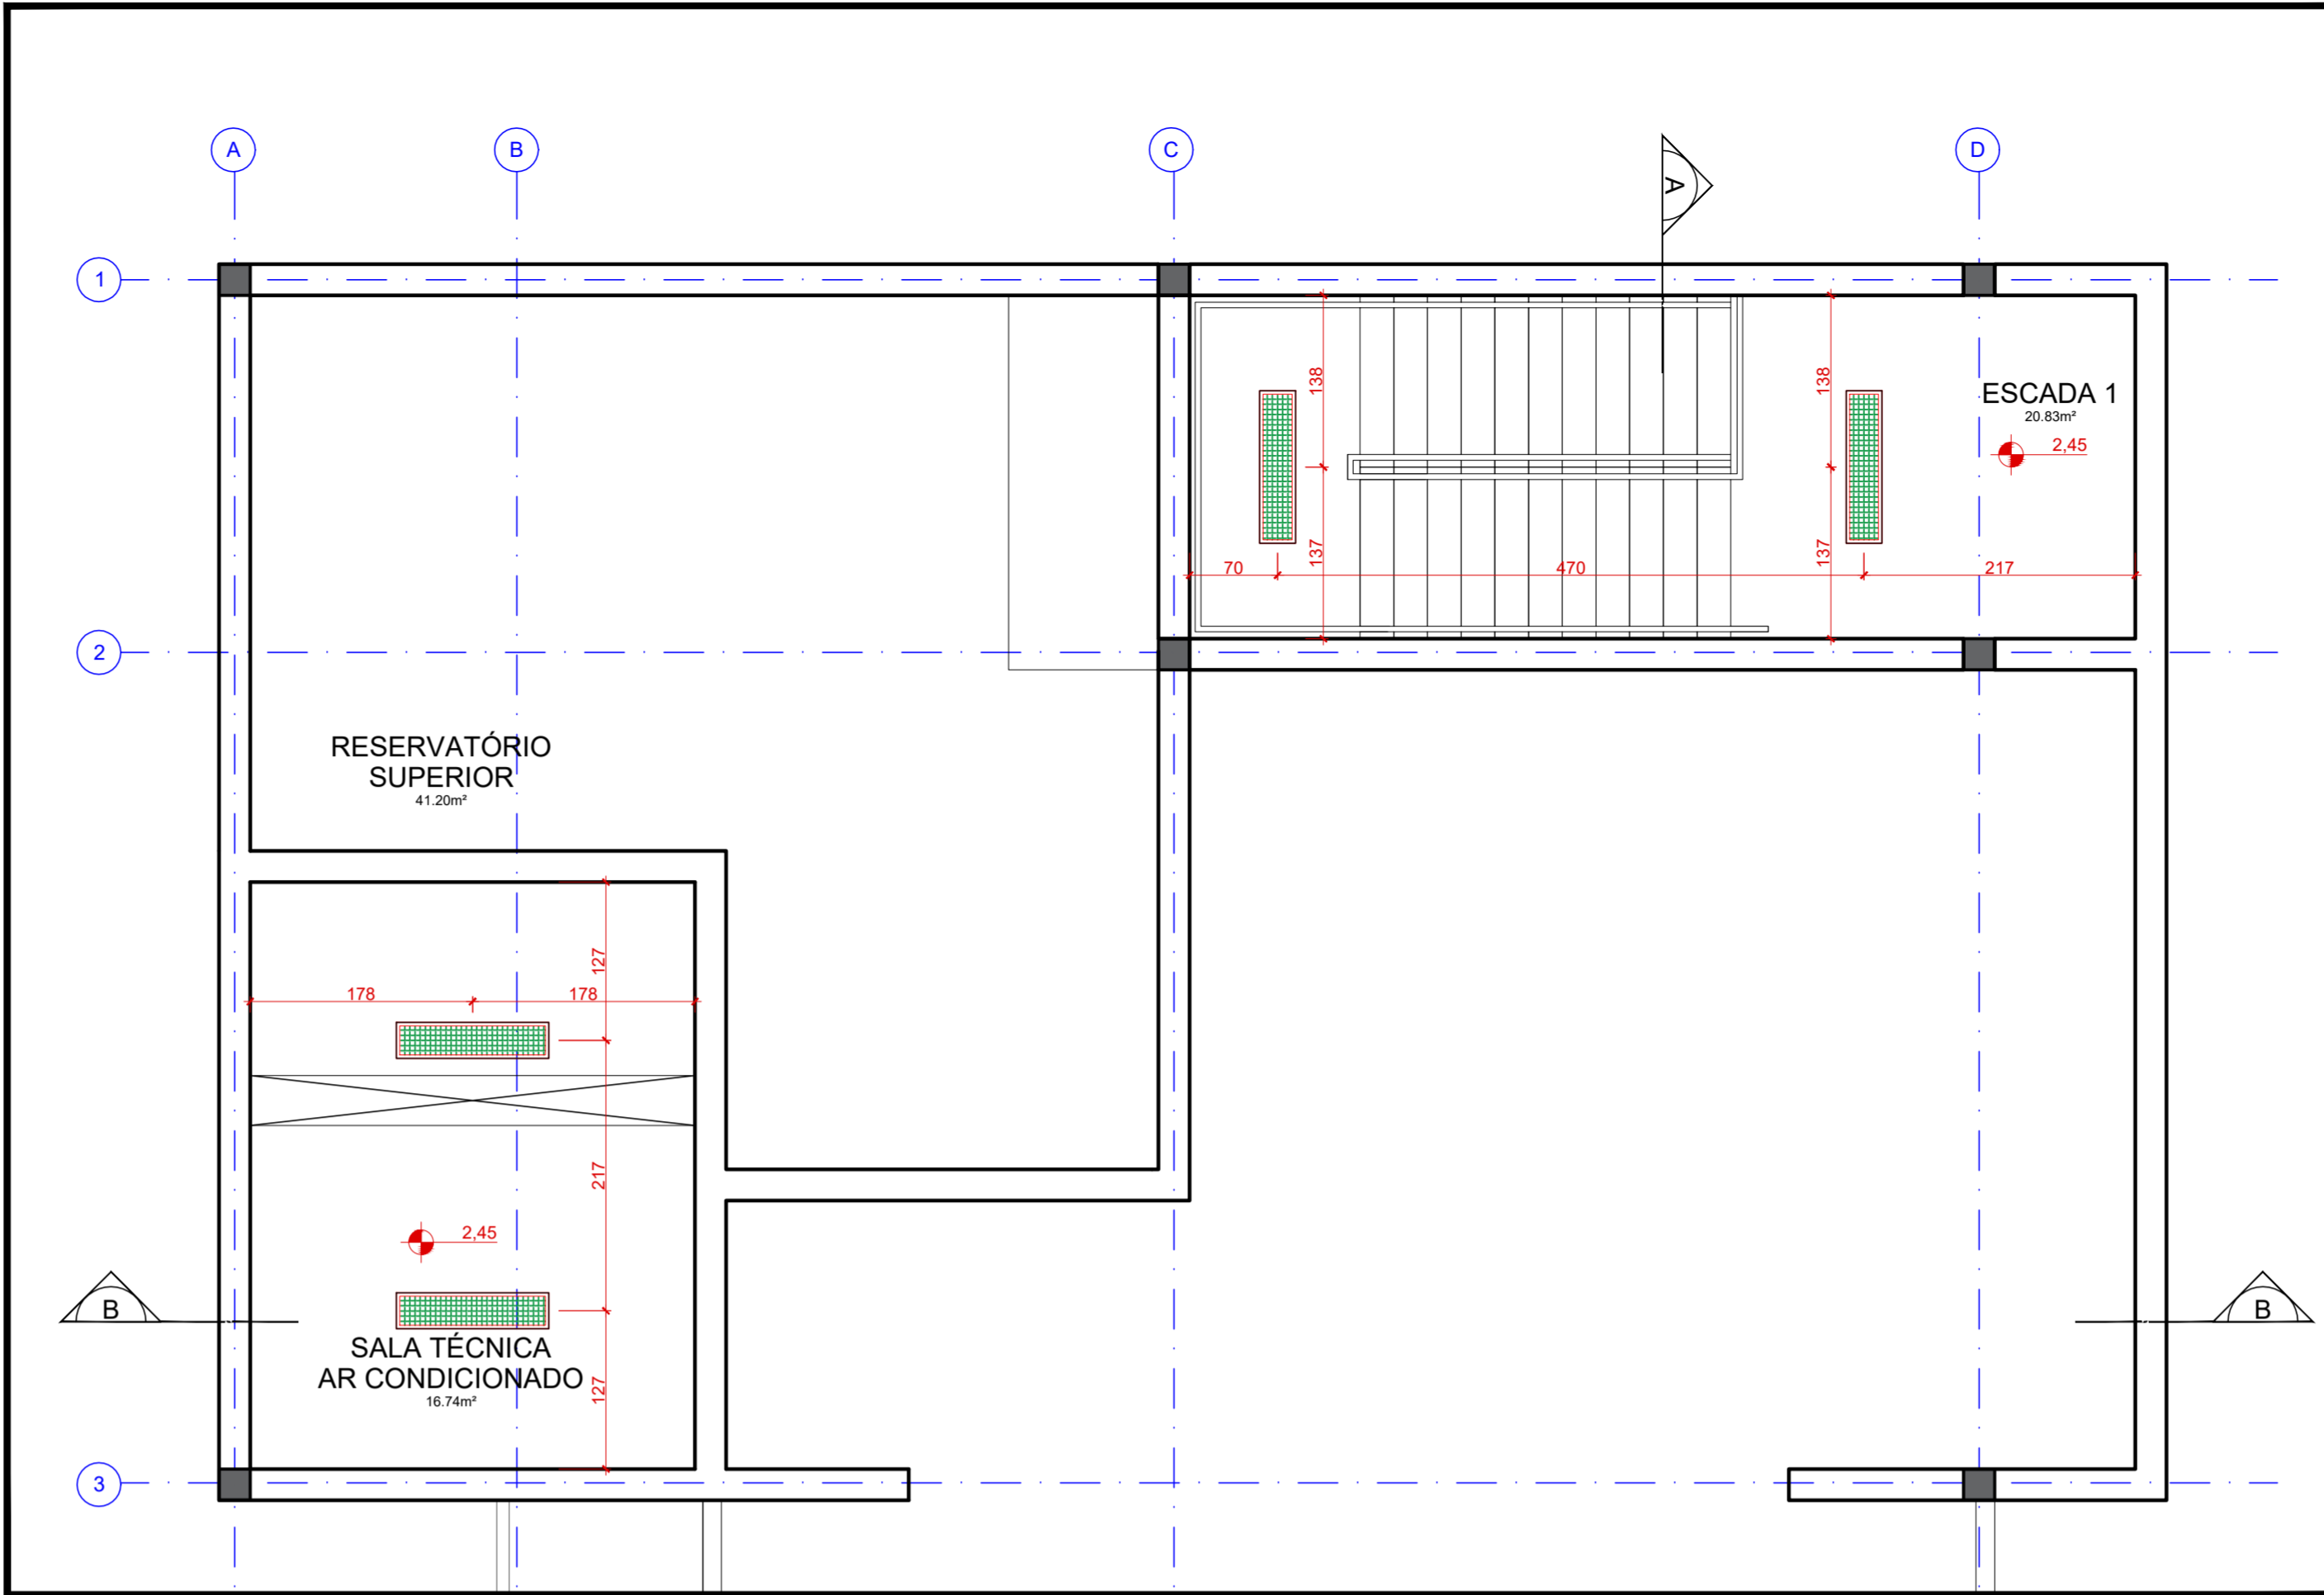 A
B
C
D
A
1
138
138
ESCADA 1
20.83m²
2,45
137
137
70
470
217
2
RESERVATÓRIO
SUPERIOR
41.20m²
127
178
178
217
2,45
B
B
SALA TÉCNICA
AR CONDICIONADO
16.74m²
127
3